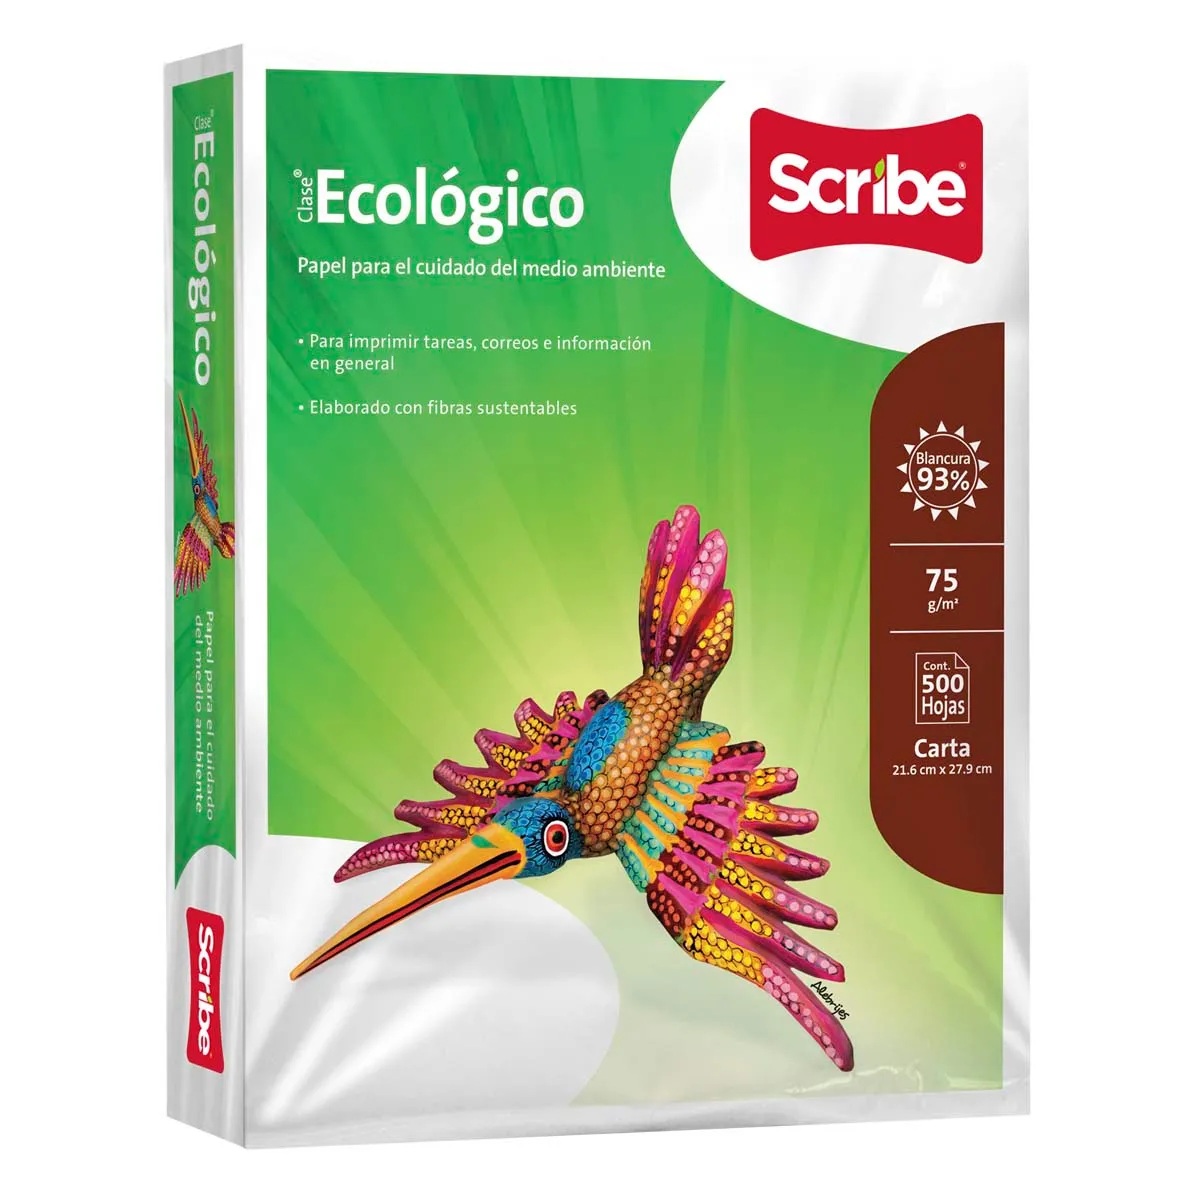 Clase®
Ecológico
Papel para el cuidado del medio ambiente
• Para imprimir tareas, correos e información
en general
• Elaborado con fibras sustentables
Scribe®
Blancura
93%
75
g/m²
Cont.
500
Hojas
Carta
21.6 cm x 27.9 cm
Alebrijes
Clase®
Ecológico
Papel para el cuidado
del medio ambiente
Scribe